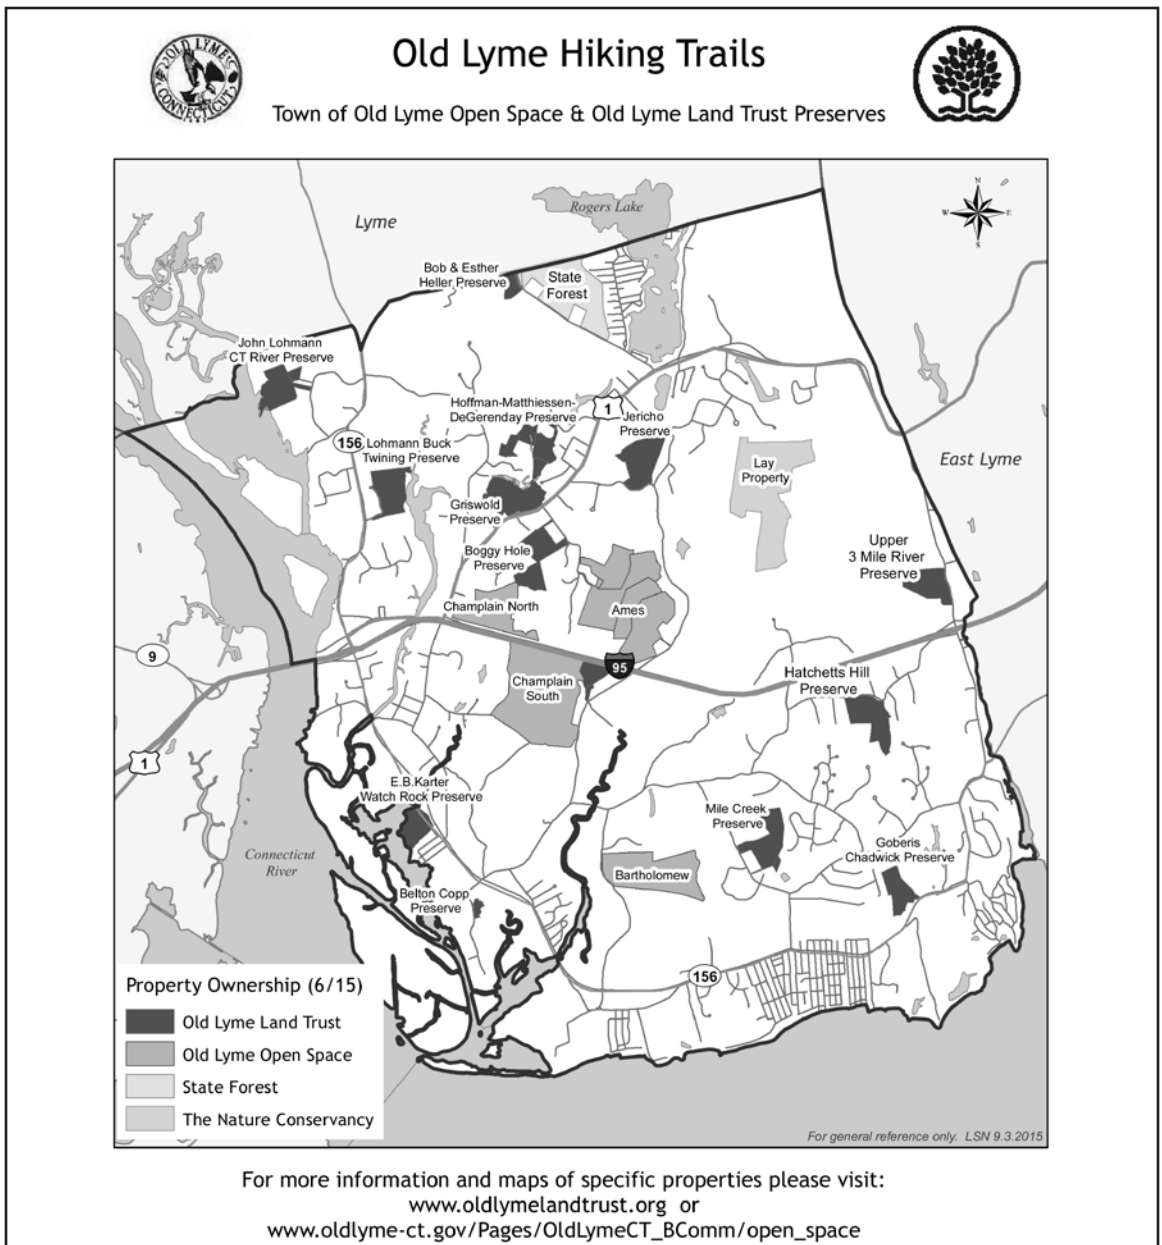 OLD LYME
CONNECTICUT
Old Lyme Hiking Trails
Town of Old Lyme Open Space & Old Lyme Land Trust Preserves
Rogers Lake
Lyme
N
W
E
S
Bob & Esther
Heller Preserve
State
Forest
John Lohmann
CT River Preserve
Hoffman-Matthiessen-
DeGerenday Preserve
1
Jericho
Preserve
156
Lohmann Buck
Twining Preserve
Lay
Property
East Lyme
Griswold
Preserve
Boggy Hole
Preserve
Upper
3 Mile River
Preserve
Champlain North
Ames
9
95
Champlain
South
Hatchetts Hill
Preserve
1
E.B.Karter
Watch Rock Preserve
Mile Creek
Preserve
Goberis
Chadwick Preserve
Connecticut
River
Bartholomew
Belton Copp
Preserve
156
Property Ownership (6/15)
Old Lyme Land Trust
Old Lyme Open Space
State Forest
The Nature Conservancy
For general reference only. LSN 9.3.2015
For more information and maps of specific properties please visit:
www.oldlymelandtrust.org or
www.oldlyme-ct.gov/Pages/OldLymeCT_BComm/open_space